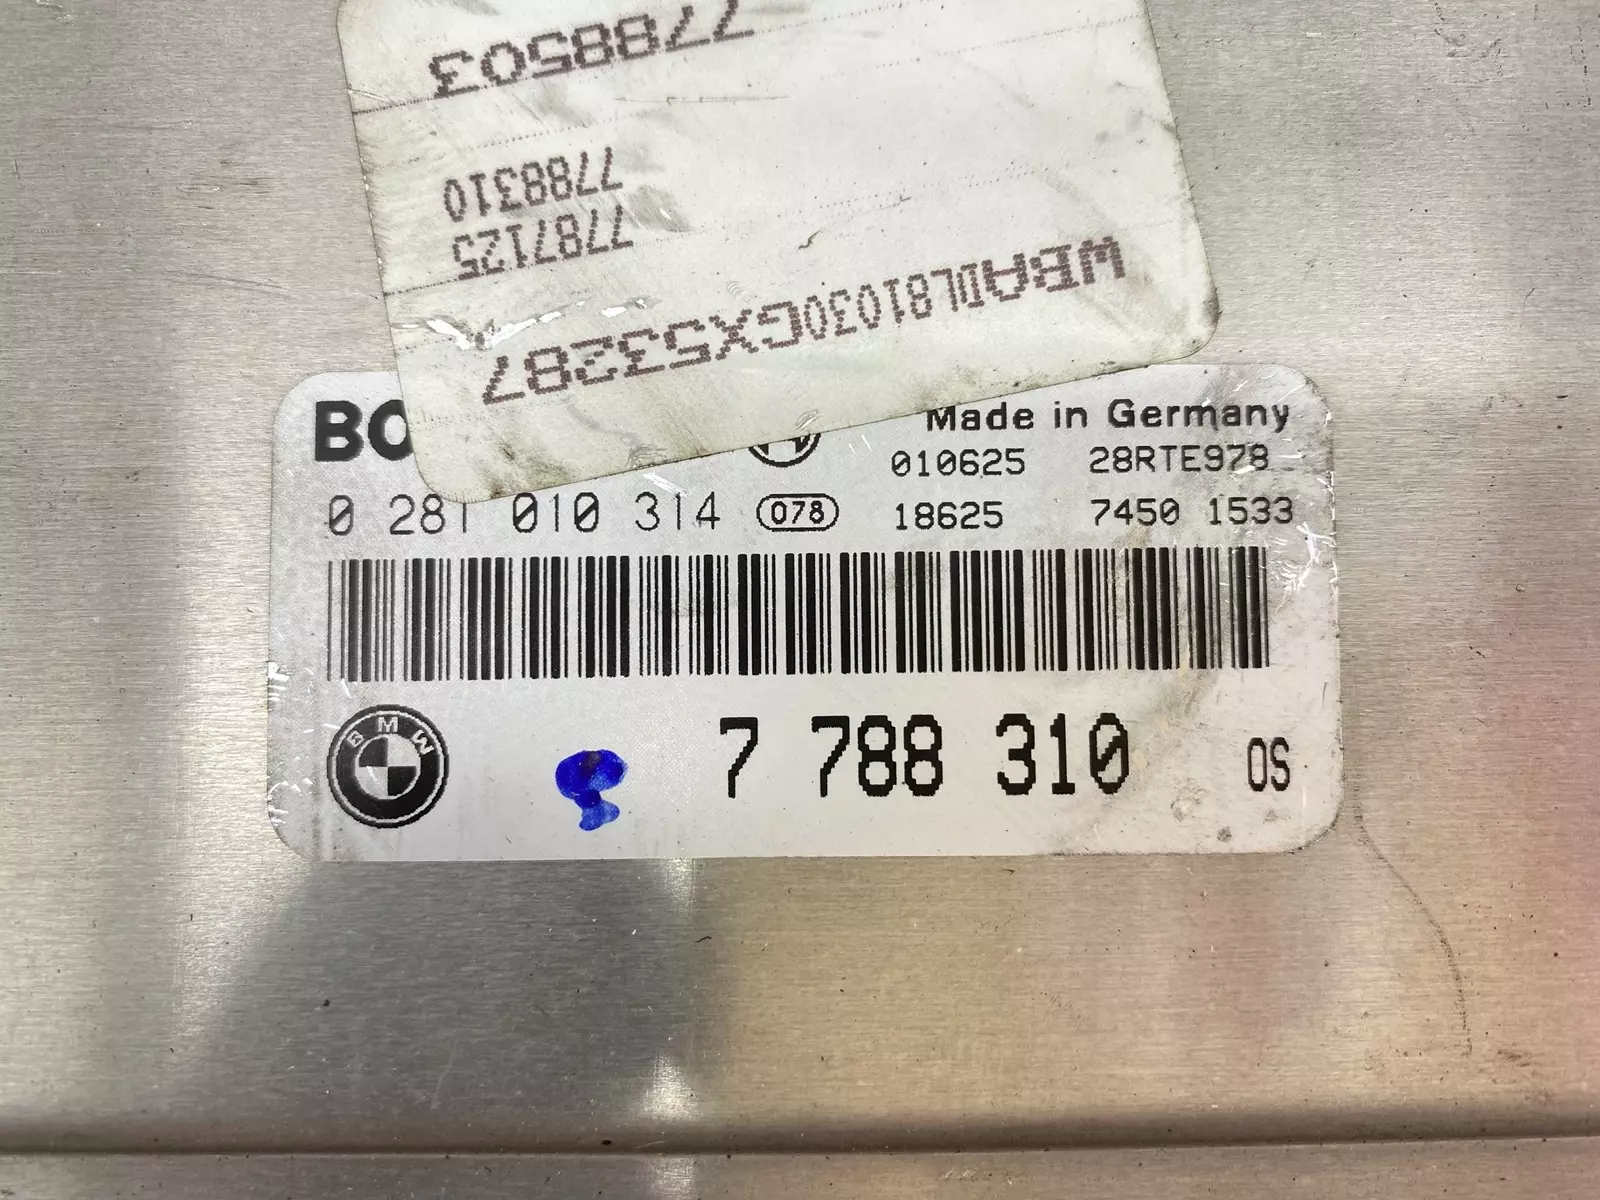 WBADL81030GX53287
7787125
7788310
7788503
BO
Made in Germany
010625 28RTE978
0 281 010 314 078 18625 7450 1533
BMW
7 788 310 OS